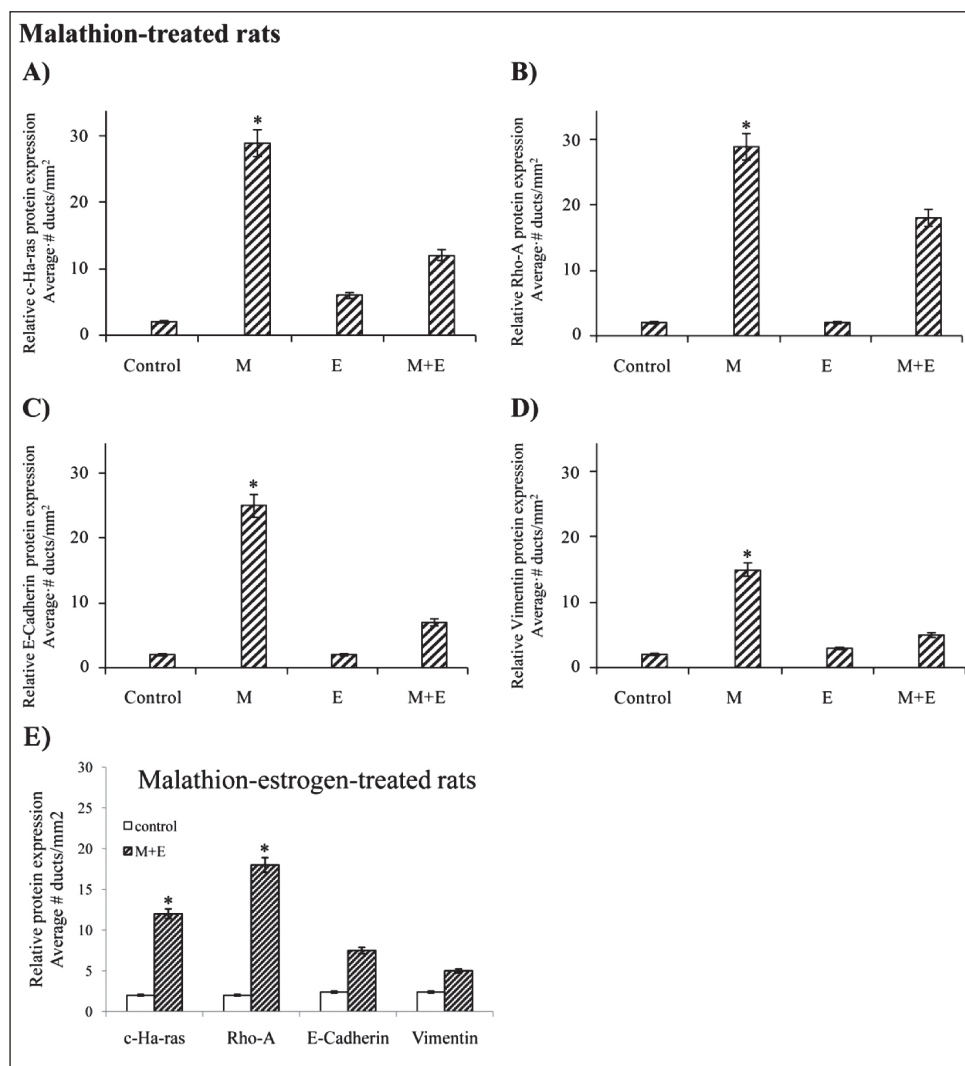 Malathion-treated rats
A)
Relative c-Ha-ras protein expression
Average·# ducts/mm²
30
20
10
0
*
Control M E M+E
B)
Relative Rho-A protein expression
Average·# ducts/mm²
30
20
10
0
*
Control M E M+E
C)
Relative E-Cadherin protein expression
Average·# ducts/mm²
30
20
10
0
*
Control M E M+E
D)
Relative Vimentin protein expression
Average·# ducts/mm²
30
20
10
0
*
Control M E M+E
E)
Malathion-estrogen-treated rats
Relative protein expression
Average # ducts/mm2
30
25
20
15
10
5
0
control
M+E
*
*
c-Ha-ras Rho-A E-Cadherin Vimentin